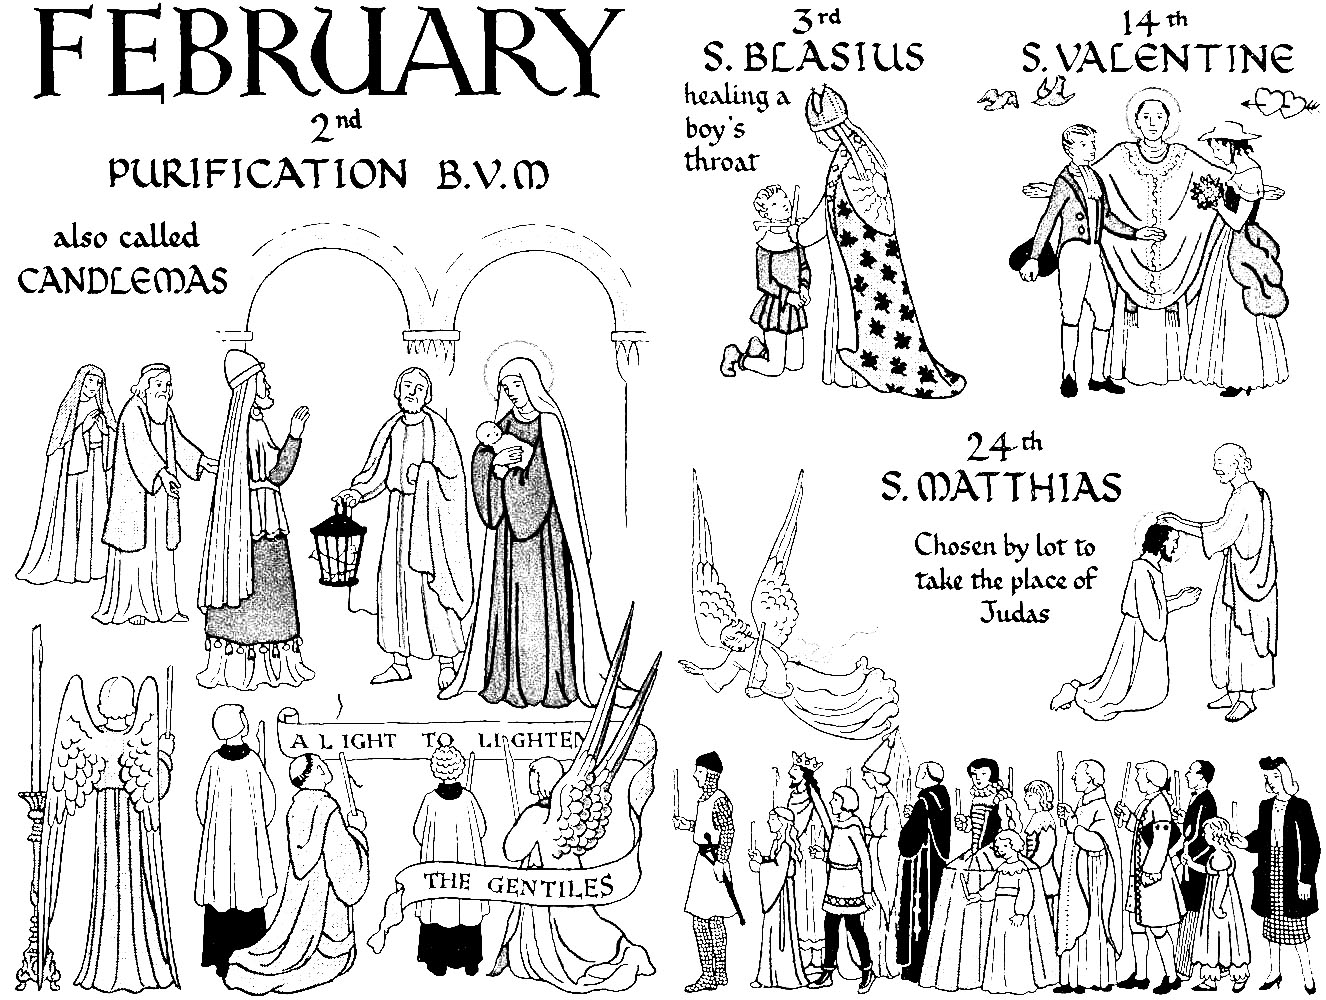 FEBRUARY
2nd
PURIFICATION B.V.M
also called
CANDLEMAS
A LIGHT TO LIGHTEN
THE GENTILES
3rd
S. BLASIUS
healing a
boy's
throat
14th
S. VALENTINE
24th
S. MATTHIAS
Chosen by lot to
take the place of
Judas